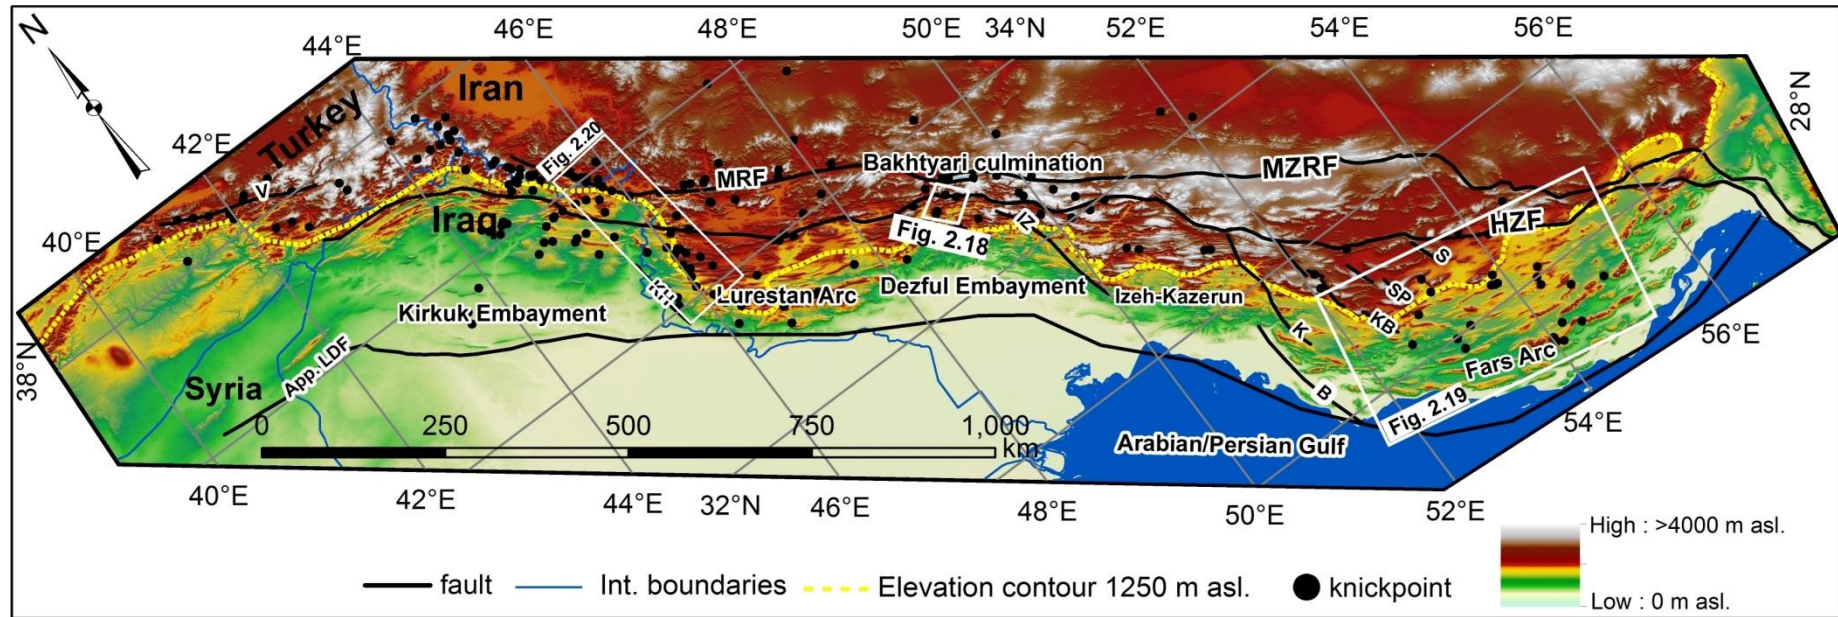 N
44°E
46°E
48°E
50°E
34°N
52°E
54°E
56°E
28°N
42°E
40°E
38°N
Turkey
Iran
Iraq
Syria
V
Fig. 2.20
MRF
Bakhtyari culmination
MZRF
HZF
IZ
Fig. 2.18
S
SP
KB
K
B
KH
Kirkuk Embayment
Lurestan Arc
Dezful Embayment
Izeh-Kazerun
Fars Arc
Fig. 2.19
App. LDF
Arabian/Persian Gulf
0
250
500
750
1,000
km
40°E
42°E
44°E
32°N
46°E
48°E
50°E
52°E
54°E
56°E
fault
Int. boundaries
Elevation contour 1250 m asl.
knickpoint
High : >4000 m asl.
Low : 0 m asl.